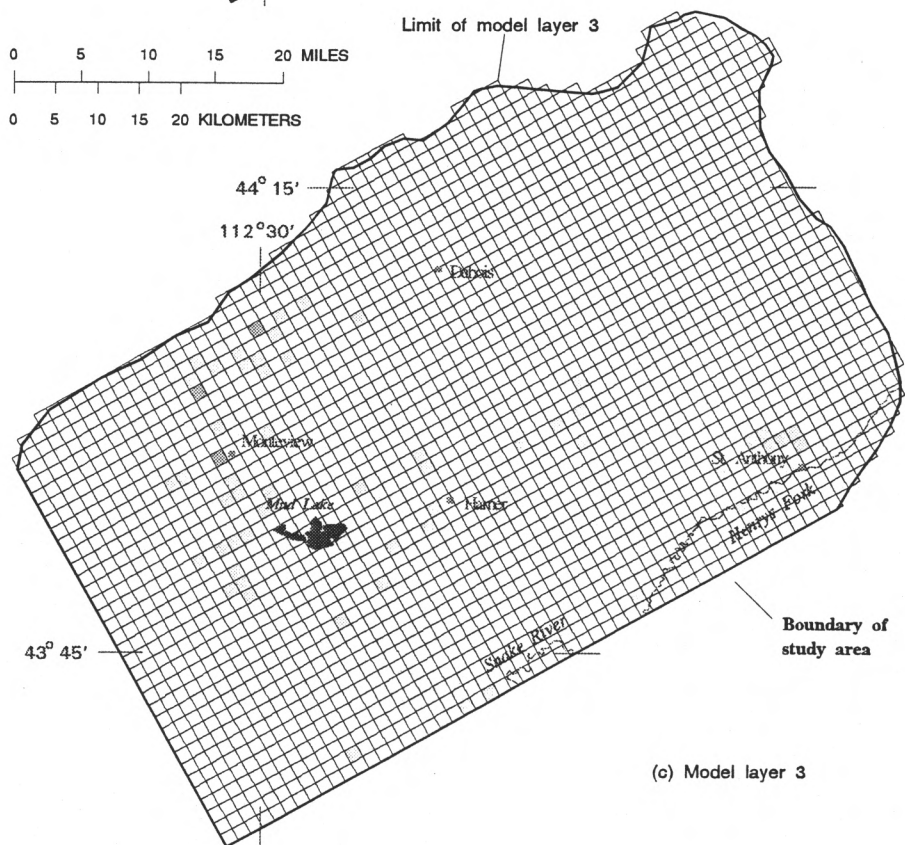 Limit of model layer 3
0 5 10 15 20 MILES
0 5 10 15 20 KILOMETERS
44° 15'
112°30'
Dubois
Monteview
St. Anthony
Mud Lake
Hamer
Henrys Fork
Boundary of
study area
Snake River
43° 45'
(c) Model layer 3